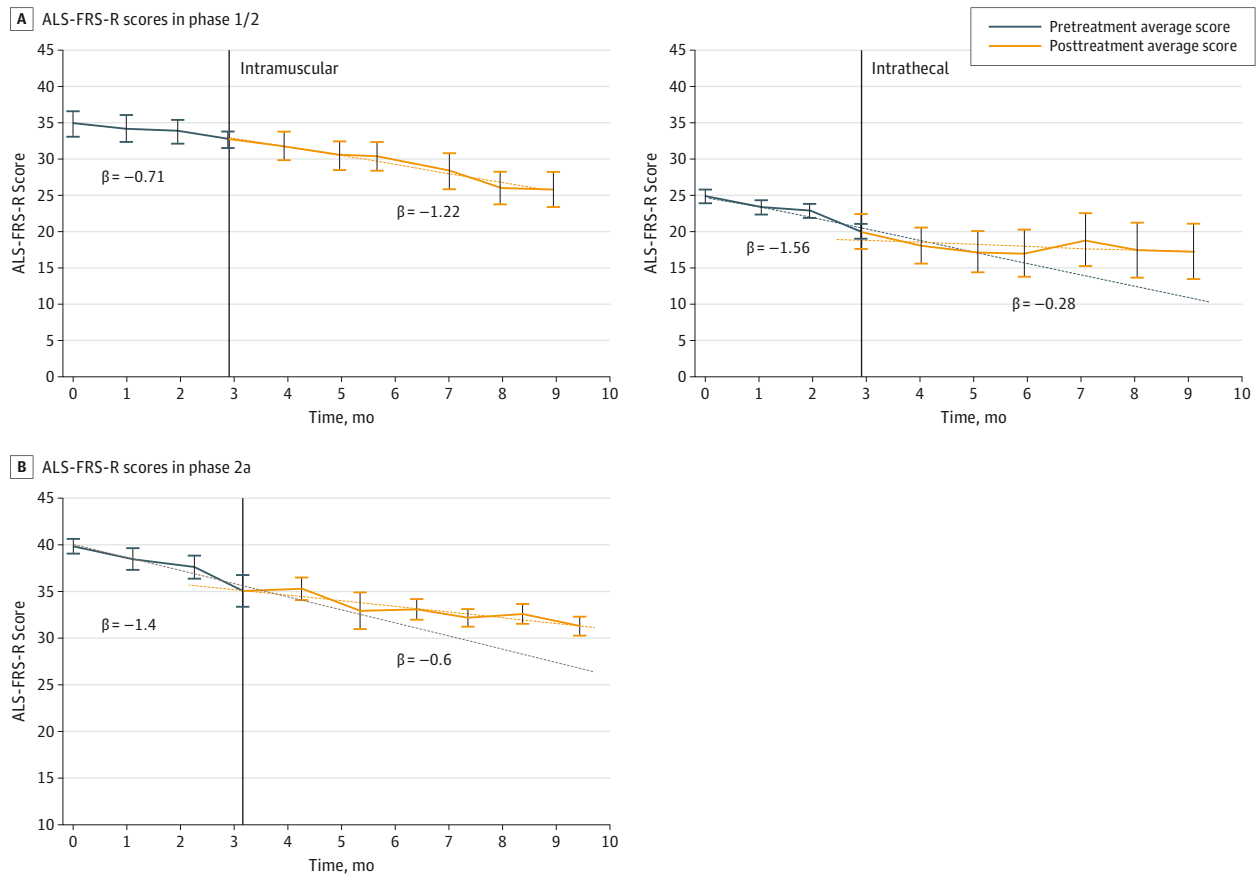 A ALS-FRS-R scores in phase 1/2
Pretreatment average score
Posttreatment average score
45
40
35
30
25
20
15
10
5
0
ALS-FRS-R Score
Intramuscular
β = −0.71
β = −1.22
0 1 2 3 4 5 6 7 8 9 10
Time, mo
45
40
35
30
25
20
15
10
5
0
ALS-FRS-R Score
Intrathecal
β = −1.56
β = −0.28
0 1 2 3 4 5 6 7 8 9 10
Time, mo
B ALS-FRS-R scores in phase 2a
45
40
35
30
25
20
15
10
ALS-FRS-R Score
β = −1.4
β = −0.6
0 1 2 3 4 5 6 7 8 9 10
Time, mo